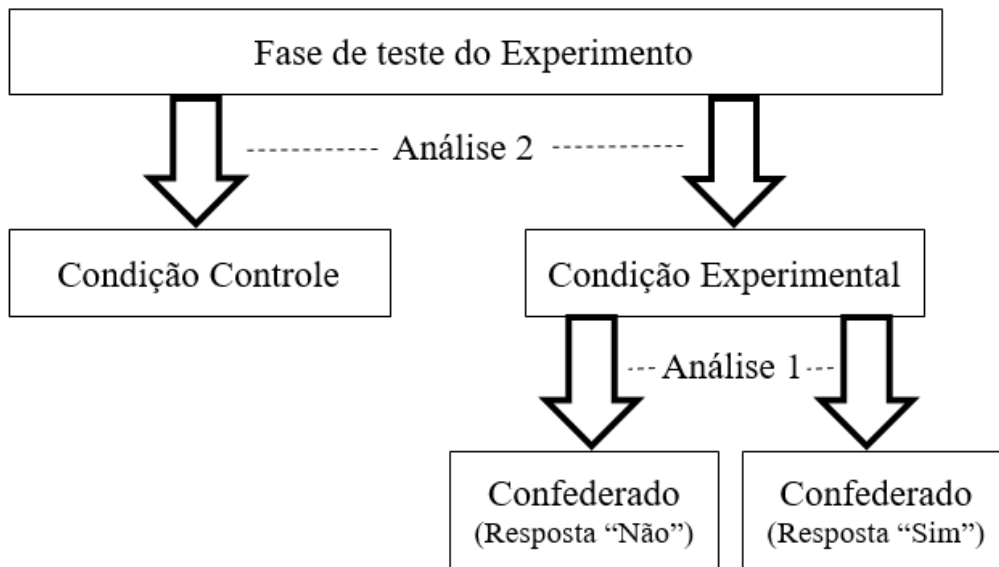 Fase de teste do Experimento
Análise 2
Condição Controle
Condição Experimental
Análise 1
Confederado
(Resposta “Não”)
Confederado
(Resposta “Sim”)